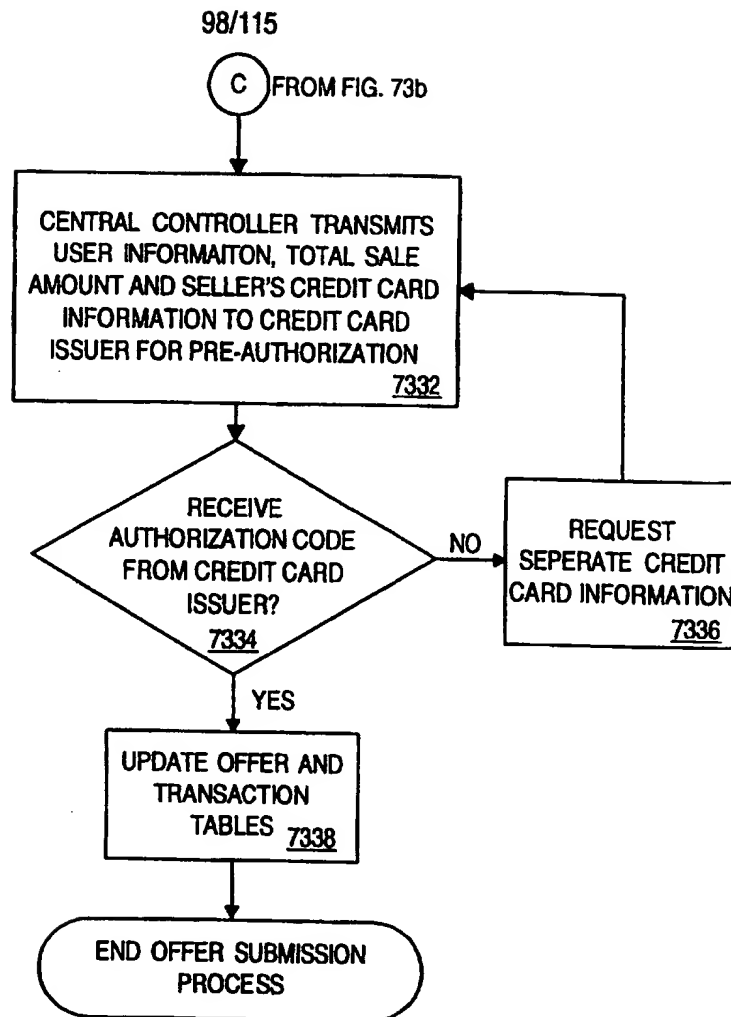 98/115
C FROM FIG. 73b
CENTRAL CONTROLLER TRANSMITS
USER INFORMAITON, TOTAL SALE
AMOUNT AND SELLER'S CREDIT CARD
INFORMATION TO CREDIT CARD
ISSUER FOR PRE-AUTHORIZATION
7332
RECEIVE
AUTHORIZATION CODE
FROM CREDIT CARD
ISSUER?
7334
NO
REQUEST
SEPERATE CREDIT
CARD INFORMATION
7336
YES
UPDATE OFFER AND
TRANSACTION
TABLES 7338
END OFFER SUBMISSION
PROCESS